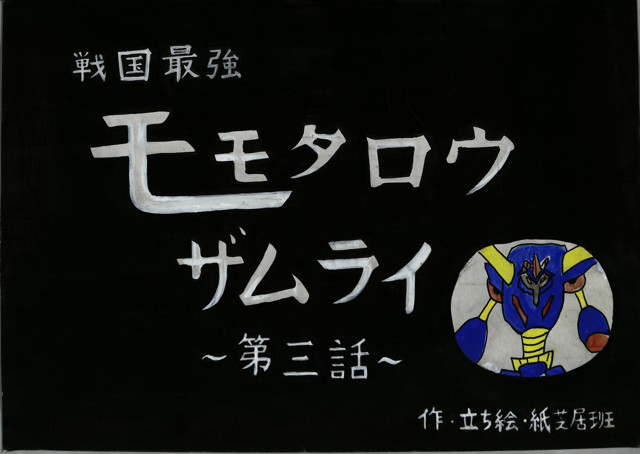 戦国最強
モモタロウ
ザムライ
～第三話～
作・立ち絵・紙芝居班